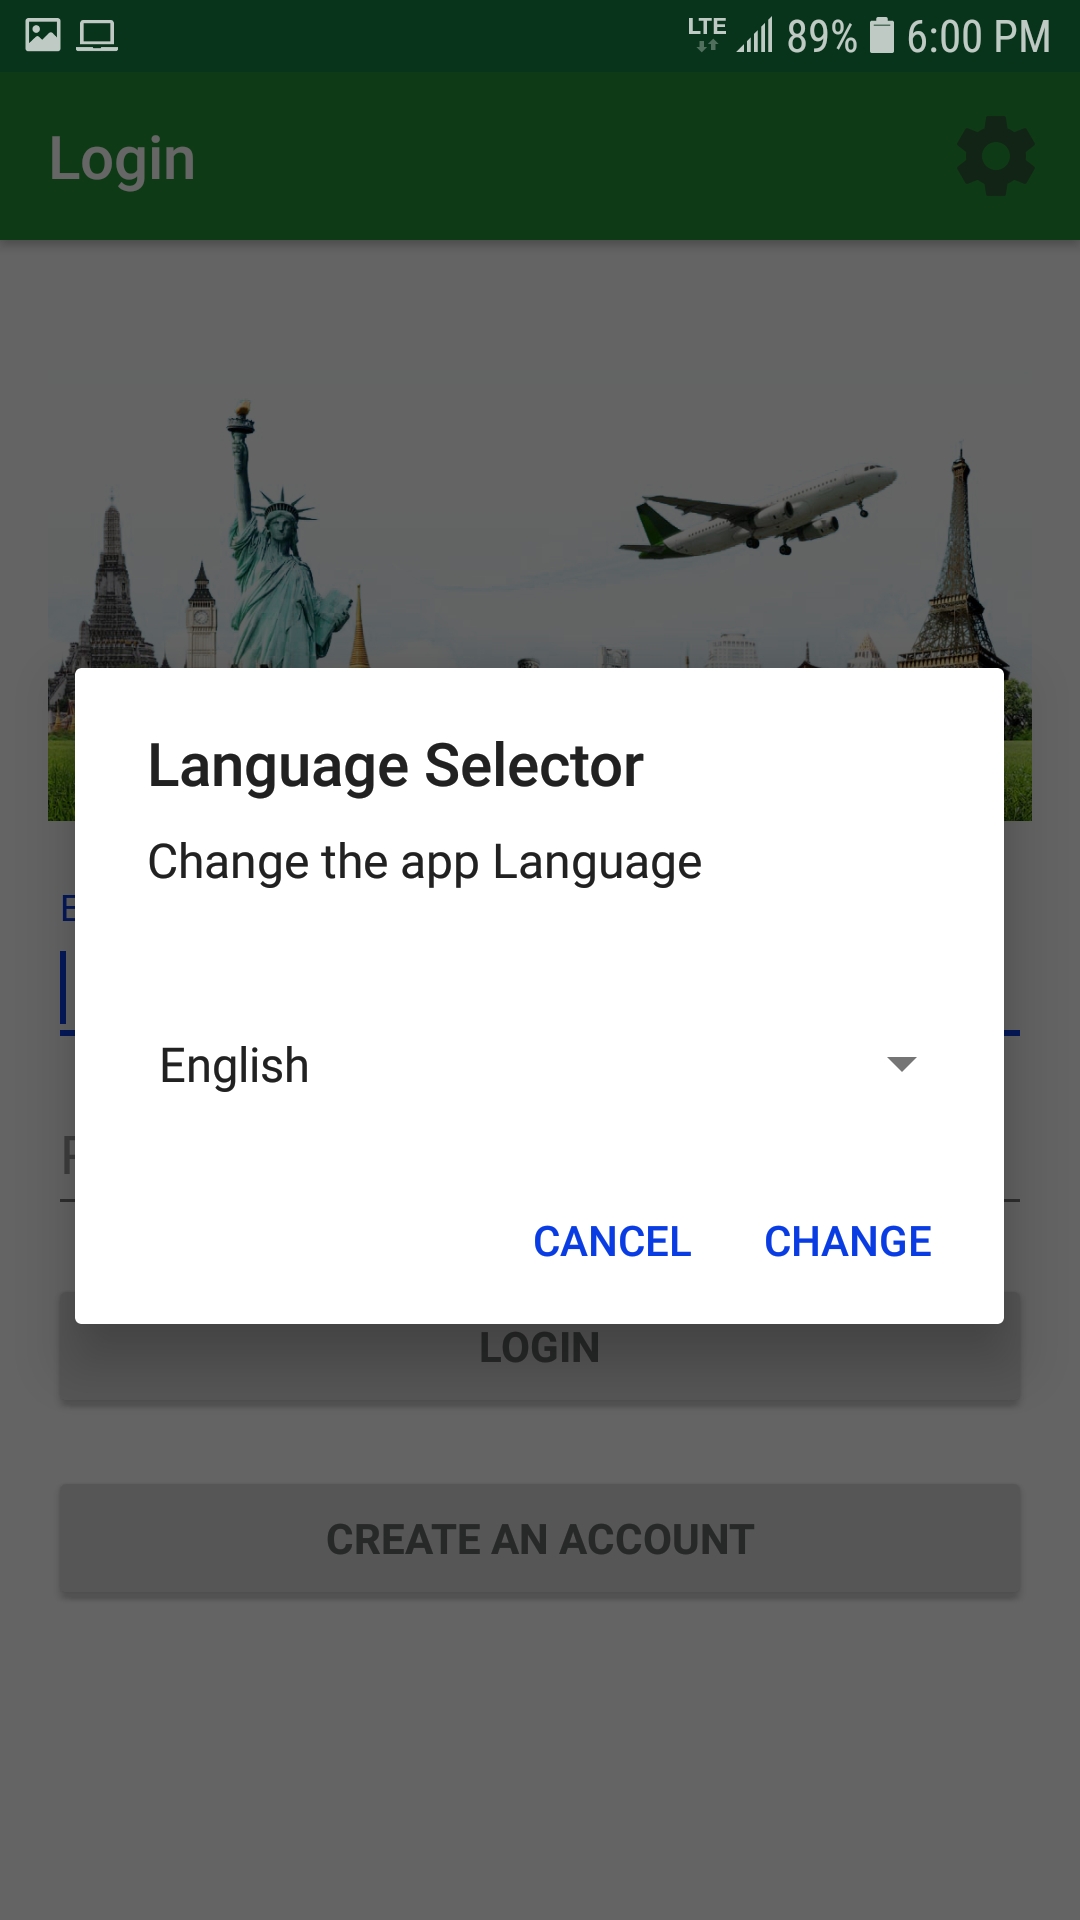 LTE 89% 6:00 PM
Login
Language Selector
Change the app Language
English
CANCEL CHANGE
LOGIN
CREATE AN ACCOUNT